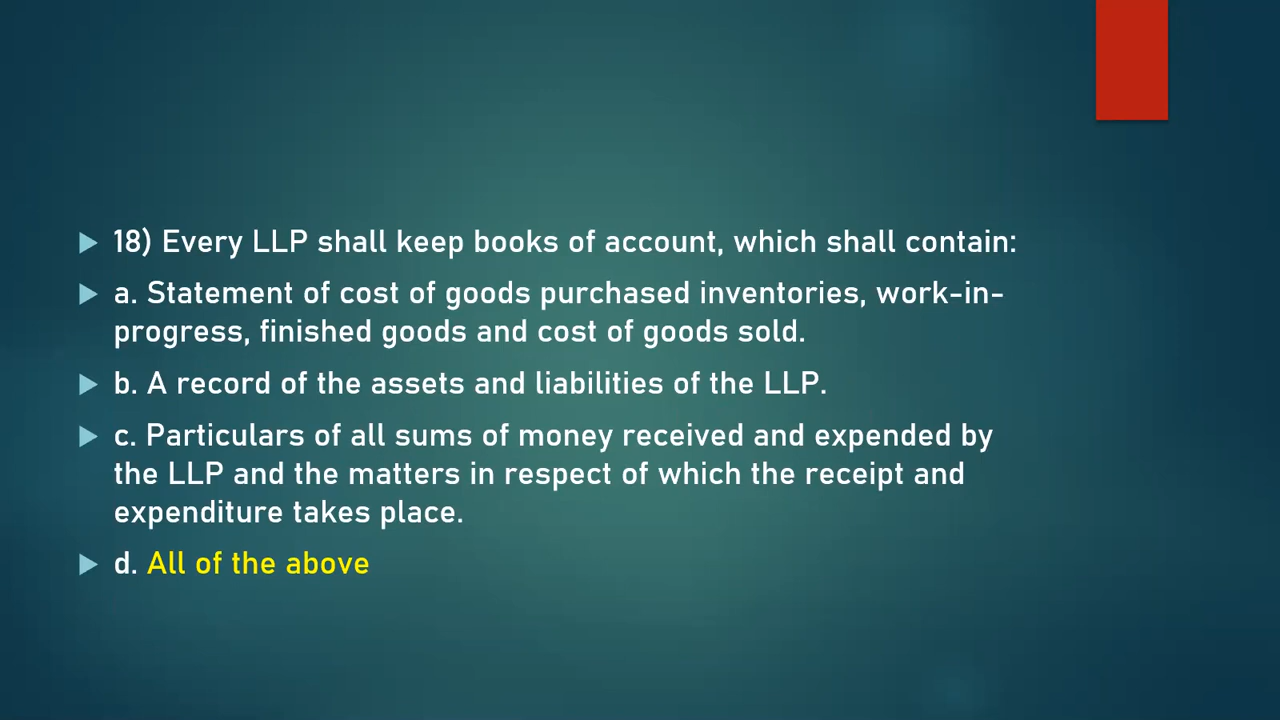 18) Every LLP shall keep books of account, which shall contain:
a. Statement of cost of goods purchased inventories, work-in-
progress, finished goods and cost of goods sold.
b. A record of the assets and liabilities of the LLP.
c. Particulars of all sums of money received and expended by
the LLP and the matters in respect of which the receipt and
expenditure takes place.
d. All of the above